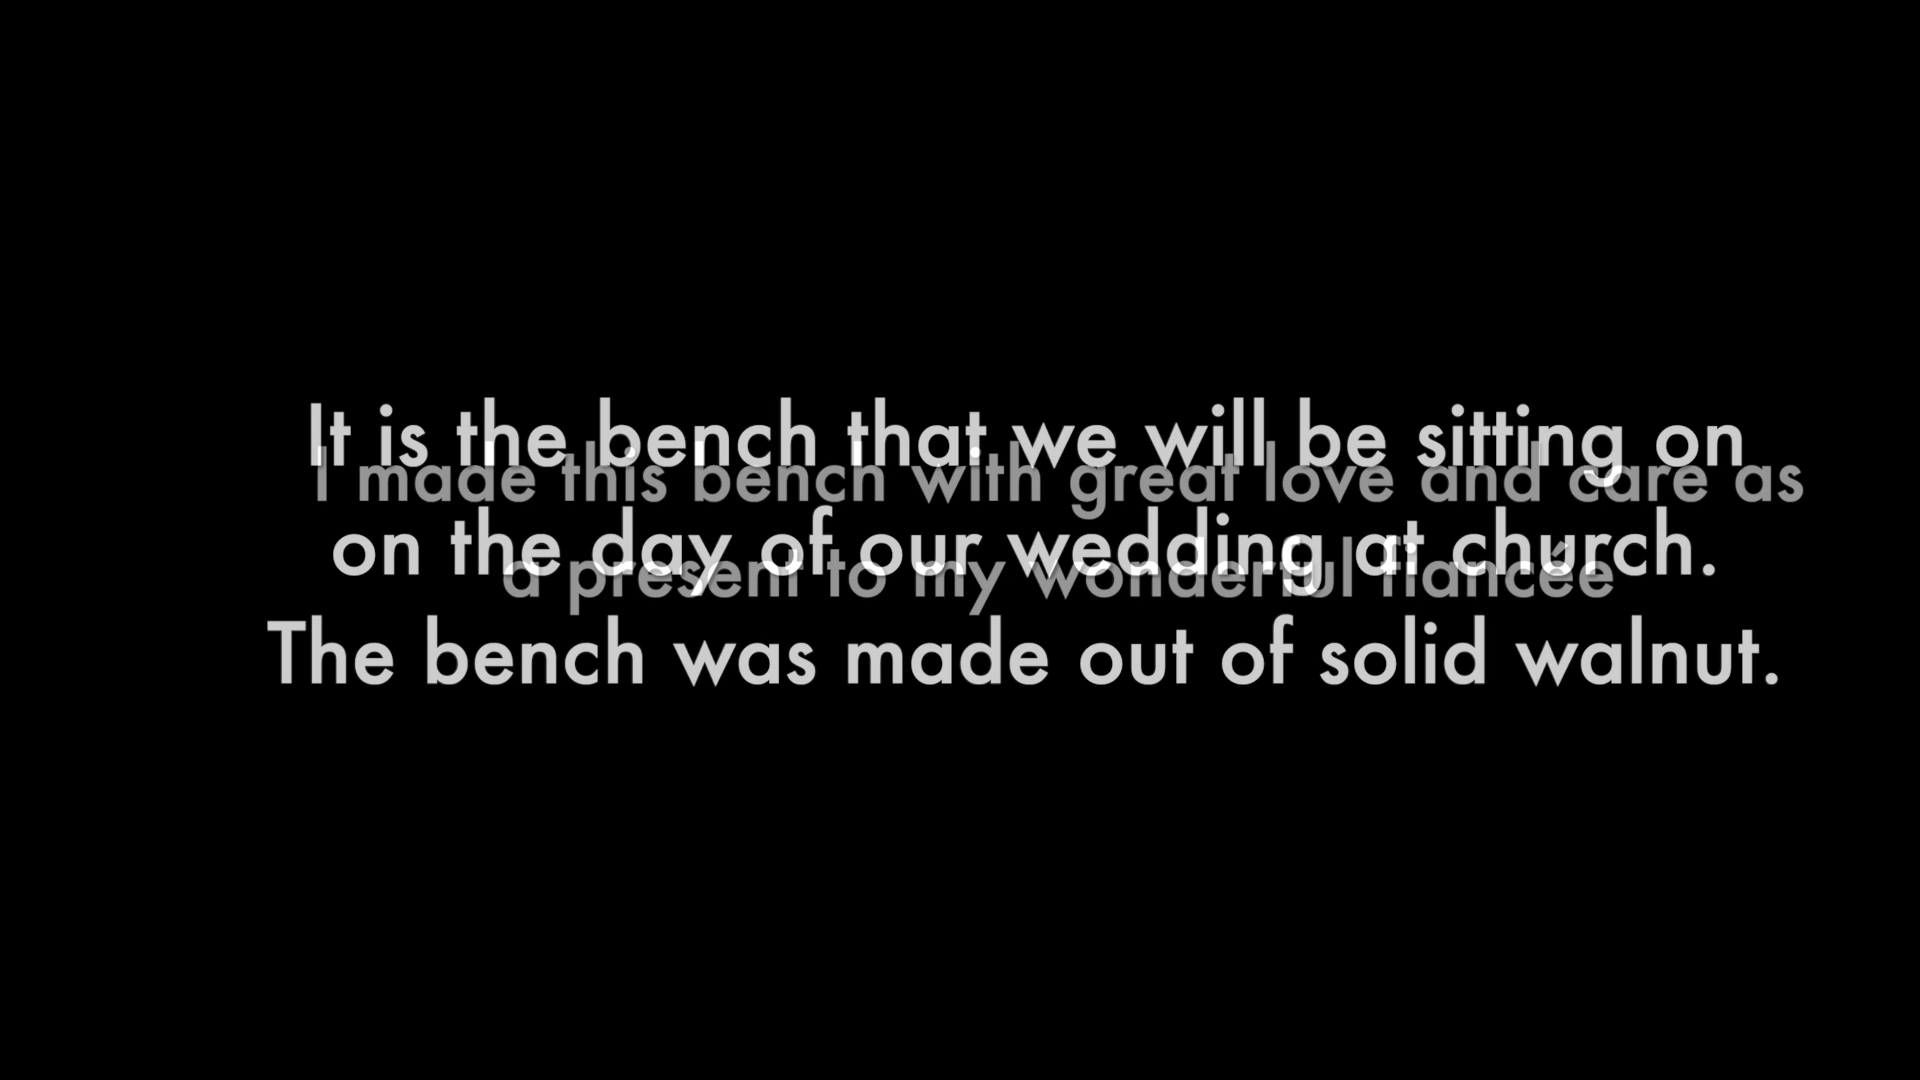 It is the bench that we will be sitting on
I made this bench with great love and care as
on the day of our wedding at church.
a present to my wonderful fiancée
The bench was made out of solid walnut.